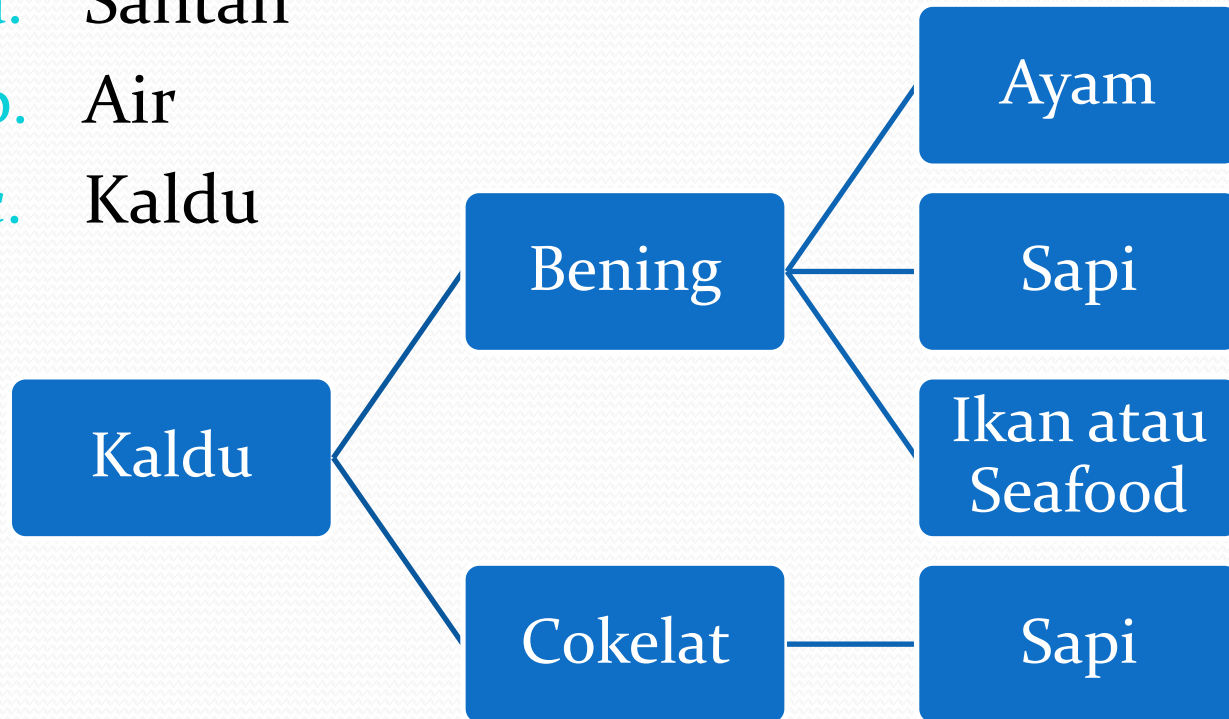 a. Santan
b. Air
c. Kaldu
Kaldu
Bening
Ayam
Sapi
Ikan atau
Seafood
Cokelat
Sapi